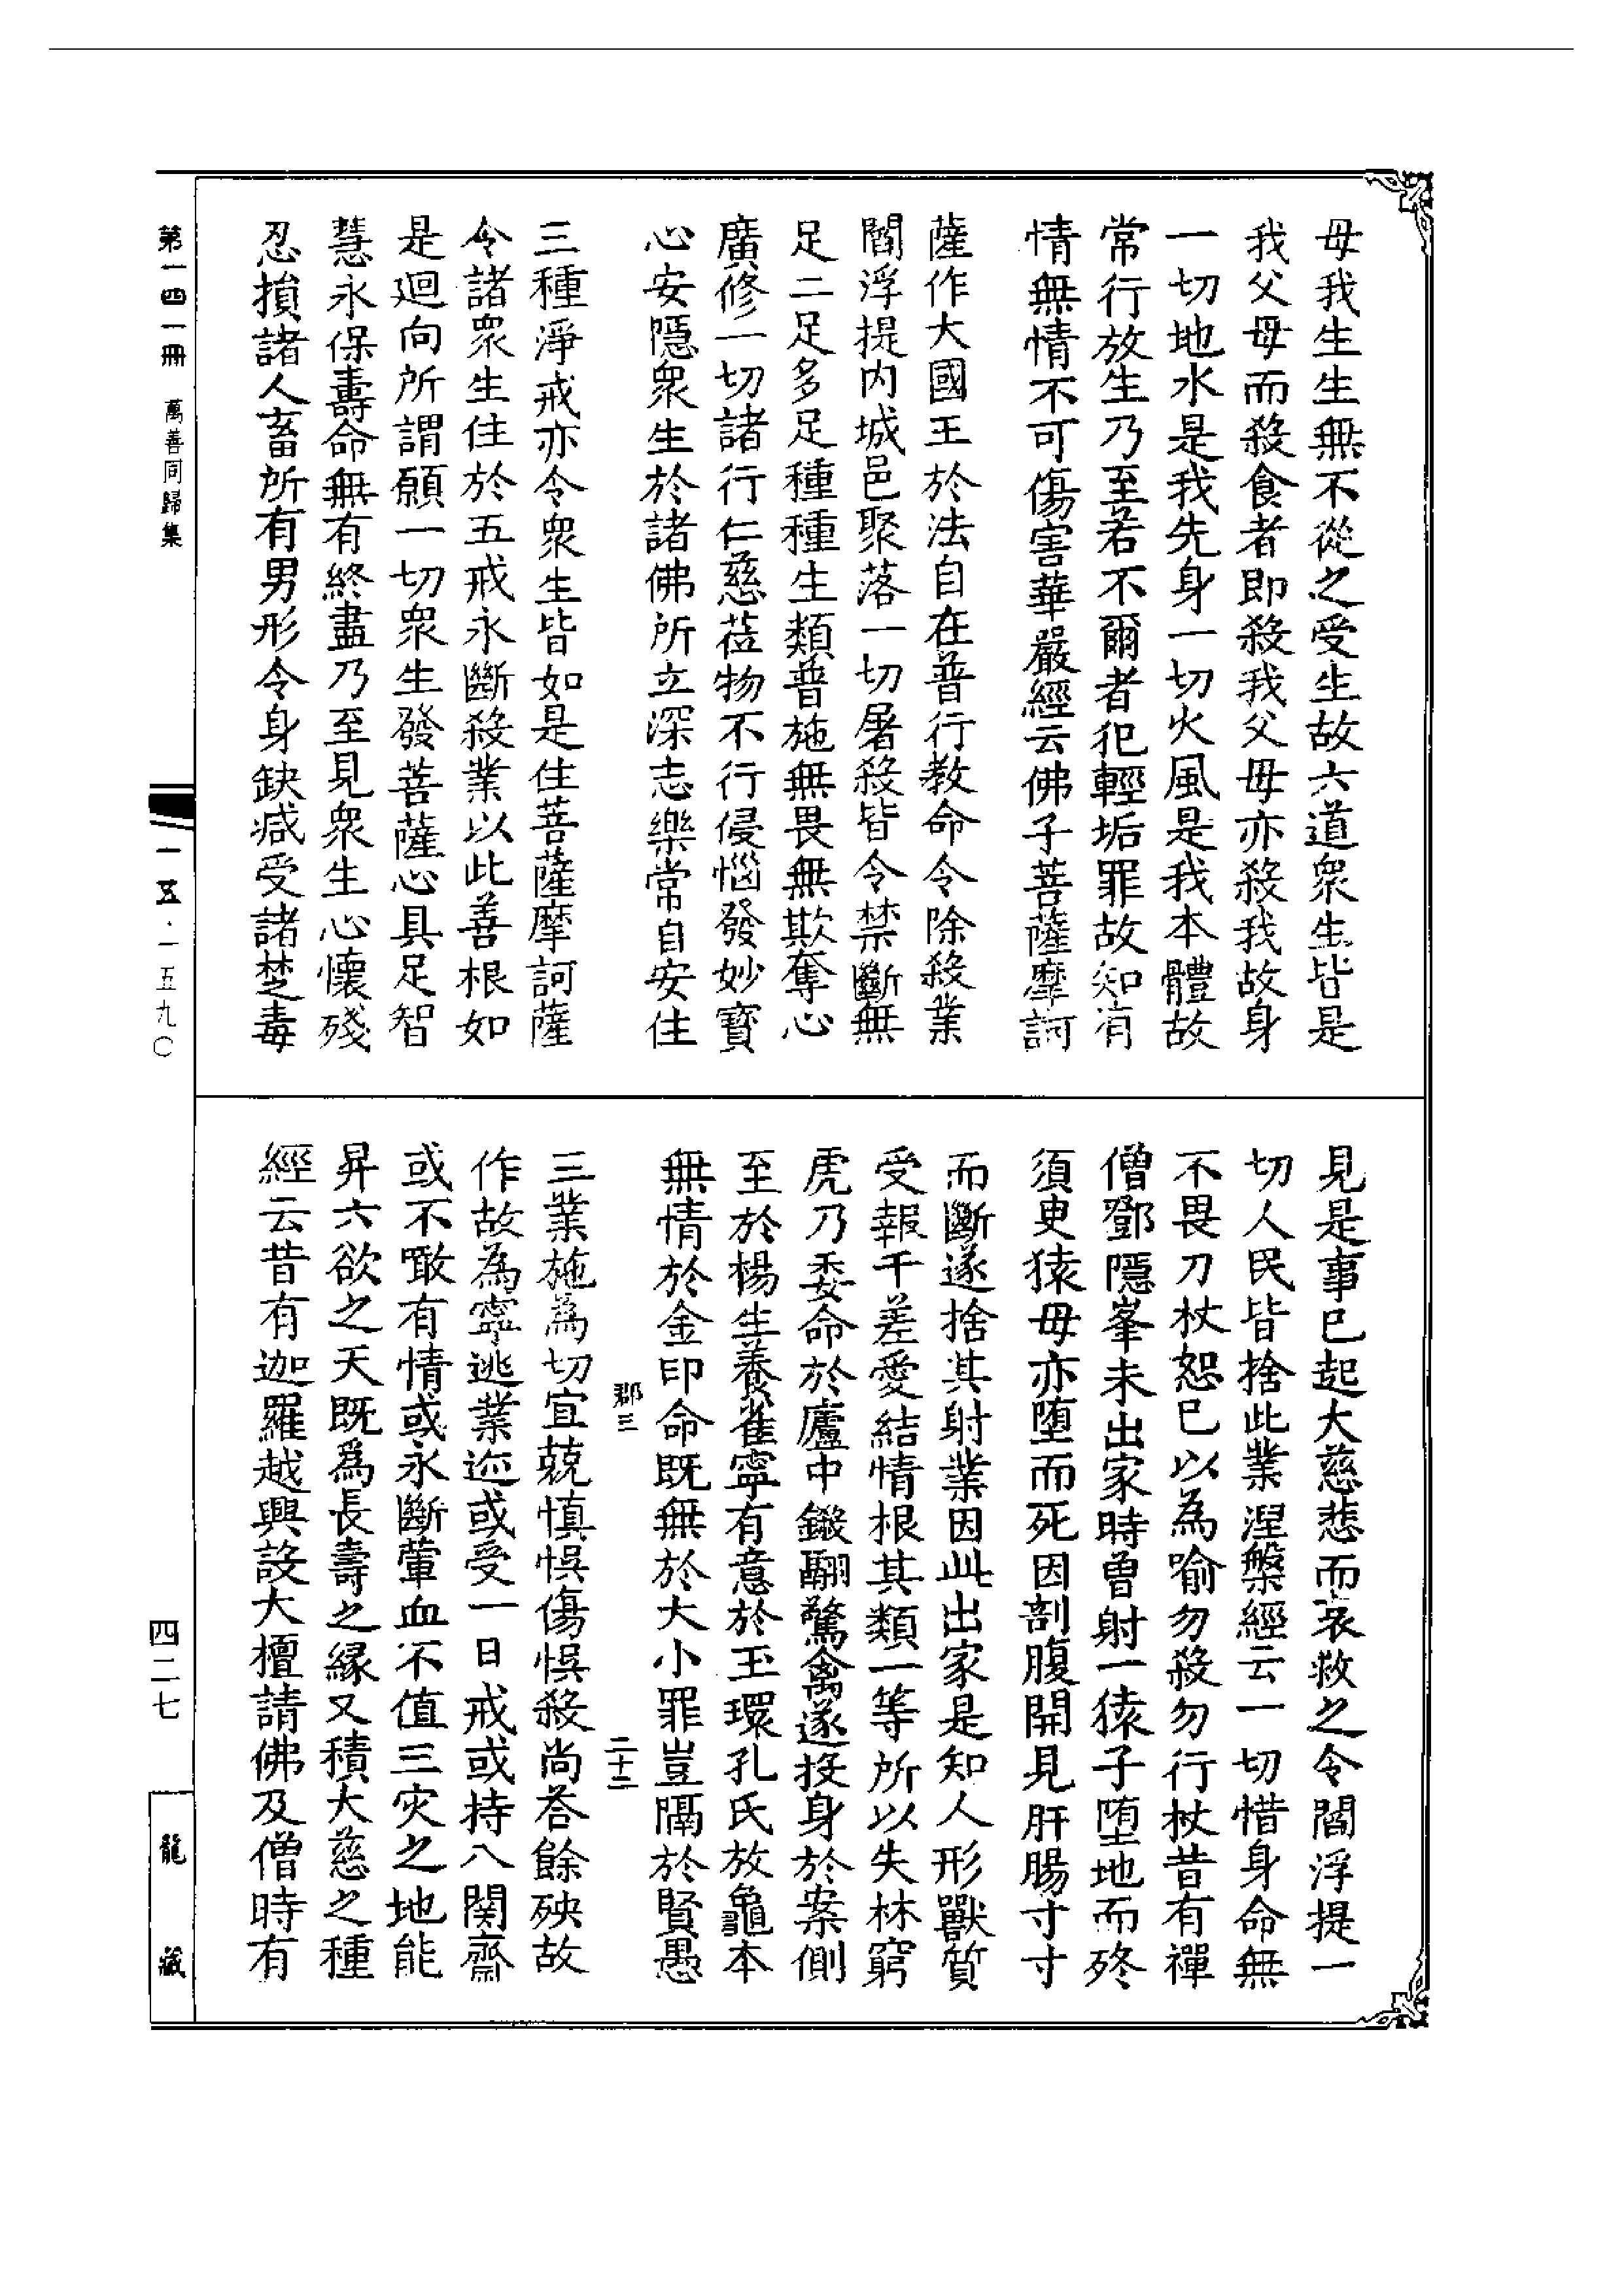 母我生生無不從之受生故六道衆生皆是
我父母而殺食者即殺我父母亦殺我故身
一切地水是我先身一切火風是我本體故
常行放生乃至若不爾者犯輕垢罪故知有
情無情不可傷害華嚴經云佛子菩薩摩訶
薩作大國王於法自在普行教命令除殺業
閻浮提内城邑聚落一切屠殺皆令禁斷無
足二足多足種種生類普施無畏無欺奪心
廣修一切諸行仁慈莅物不行侵惱發妙寶
心安隱衆生於諸佛所立深志樂常自安住
三種淨戒亦令衆生皆如是住菩薩摩訶薩
令諸衆生住於五戒永斷殺業以此善根如
是迴向所謂願一切衆生發菩薩心具足智
慧永保壽命無有終盡乃至見衆生心懷殘
忍損諸人畜所有男形令身缺減受諸楚毒
見是事已起大慈悲而哀救之令閻浮提一
切人民皆捨此業涅槃經云一切惜身命無
不畏刀杖恕已以為喻勿殺勿行杖昔有禪
僧鄧隱峯未出家時曾射一猿子墮地而終
須臾猿母亦墮而死因剖腹開見肝腸寸寸
而斷遂捨其射業因此出家是知人形獸質
受報千差愛結情根其類一等所以失林窮
虎乃委命於廬中鎩翮驚禽遂投身於案側
至於楊生養雀寧有意於玉環孔氏放龜本
無情於金印命既無於大小罪豈隔於賢愚
郡三 二十二
三業施為切宜兢慎悞傷悞殺尚答餘殃故
作故為寧逃業迹或受一日戒或持八関齋
或不噉有情或永斷葷血不值三灾之地能
昇六欲之天既爲長壽之緣又積大慈之種
經云昔有迦羅越興設大檀請佛及僧時有
第一四一冊 萬善同歸集
一五·一五九〇
四二七
龍藏